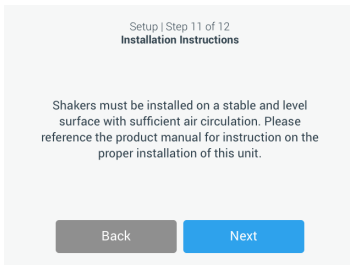 Setup | Step 11 of 12
Installation Instructions
Shakers must be installed on a stable and level
surface with sufficient air circulation. Please
reference the product manual for instruction on the
proper installation of this unit.
Back
Next